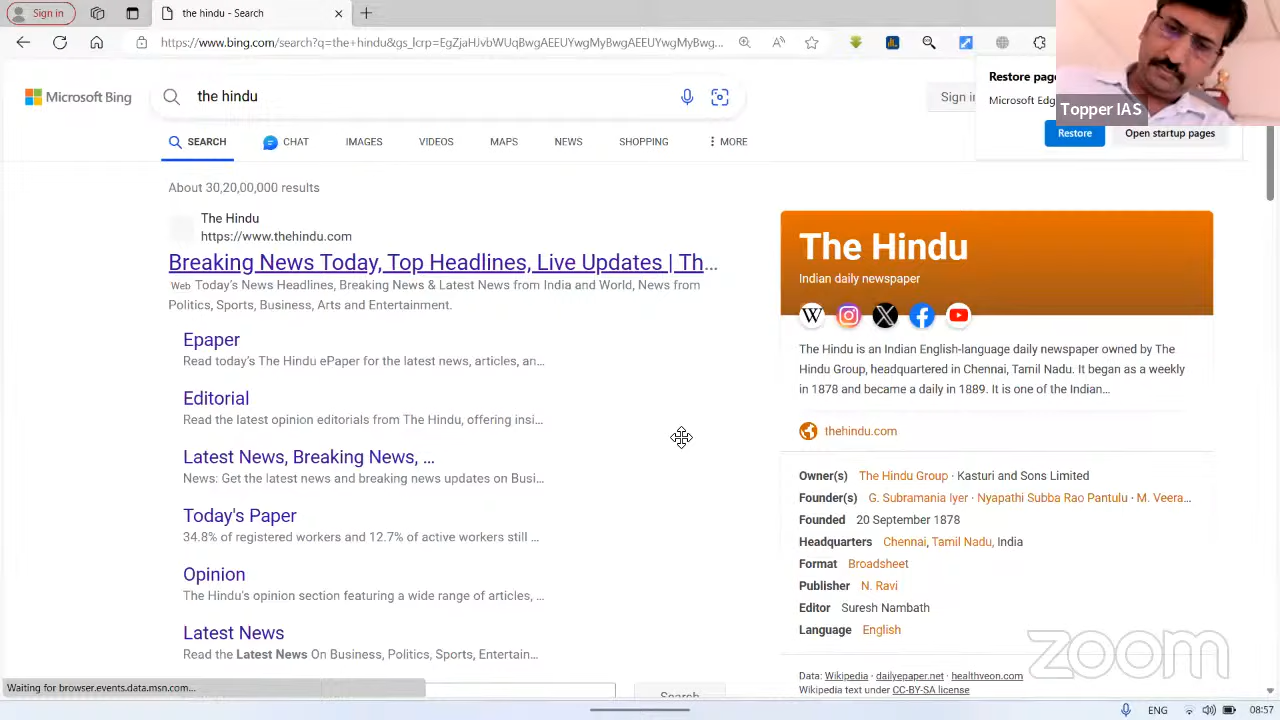 Sign in
the hindu - Search
https://www.bing.com/search?q=the+hindu&gs_lcrp=EgZjaHJvbWUqBwgAEEUYwgMyBwgAEEUYwgMyBwgBEEUYwg...
Microsoft Bing
the hindu
Sign in
Restore pag
Microsoft Edg
Restore
Open startup pages
Topper IAS
SEARCH
CHAT
IMAGES
VIDEOS
MAPS
NEWS
SHOPPING
MORE
About 30,20,00,000 results
The Hindu
https://www.thehindu.com
Breaking News Today, Top Headlines, Live Updates | Th...
Web Today's News Headlines, Breaking News & Latest News from India and World, News from
Politics, Sports, Business, Arts and Entertainment.
Epaper
Read today's The Hindu ePaper for the latest news, articles, an...
Editorial
Read the latest opinion editorials from The Hindu, offering insi...
Latest News, Breaking News, ...
News: Get the latest news and breaking news updates on Busi...
Today's Paper
34.8% of registered workers and 12.7% of active workers still ...
Opinion
The Hindu's opinion section featuring a wide range of articles, ...
Latest News
Read the Latest News On Business, Politics, Sports, Entertain...
Search
The Hindu
Indian daily newspaper
The Hindu is an Indian English-language daily newspaper owned by The
Hindu Group, headquartered in Chennai, Tamil Nadu. It began as a weekly
in 1878 and became a daily in 1889. It is one of the Indian...
thehindu.com
Owner(s) The Hindu Group · Kasturi and Sons Limited
Founder(s) G. Subramania Iyer · Nyapathi Subba Rao Pantulu · M. Veera...
Founded 20 September 1878
Headquarters Chennai, Tamil Nadu, India
Format Broadsheet
Publisher N. Ravi
Editor Suresh Nambath
Language English
Data: Wikipedia · dailyepaper.net · healthveon.com
Wikipedia text under CC-BY-SA license
zoom
Waiting for browser.events.data.msn.com...
ENG
08:57